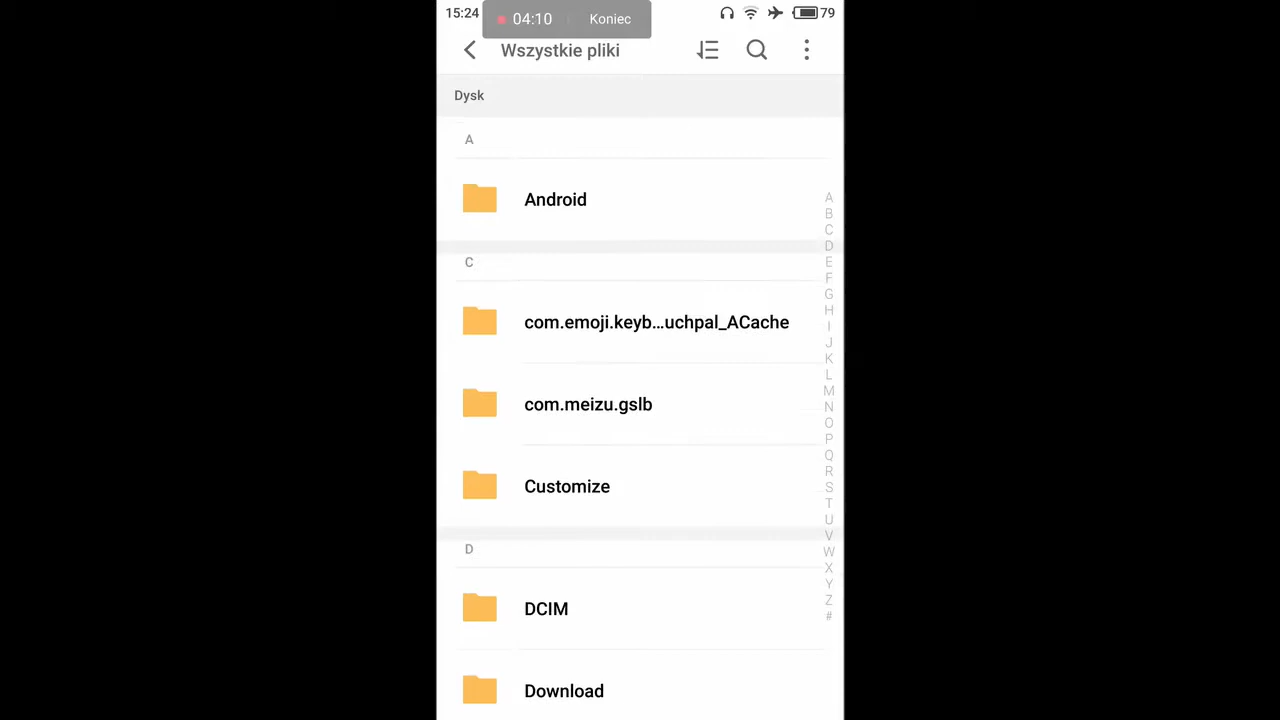 15:24
04:10
Koniec
79
Wszystkie pliki
Dysk
A
Android
C
com.emoji.keyb...uchpal_ACache
com.meizu.gslb
Customize
D
DCIM
Download
A
B
C
D
E
F
G
H
I
J
K
L
M
N
O
P
Q
R
S
T
U
V
W
X
Y
Z
#